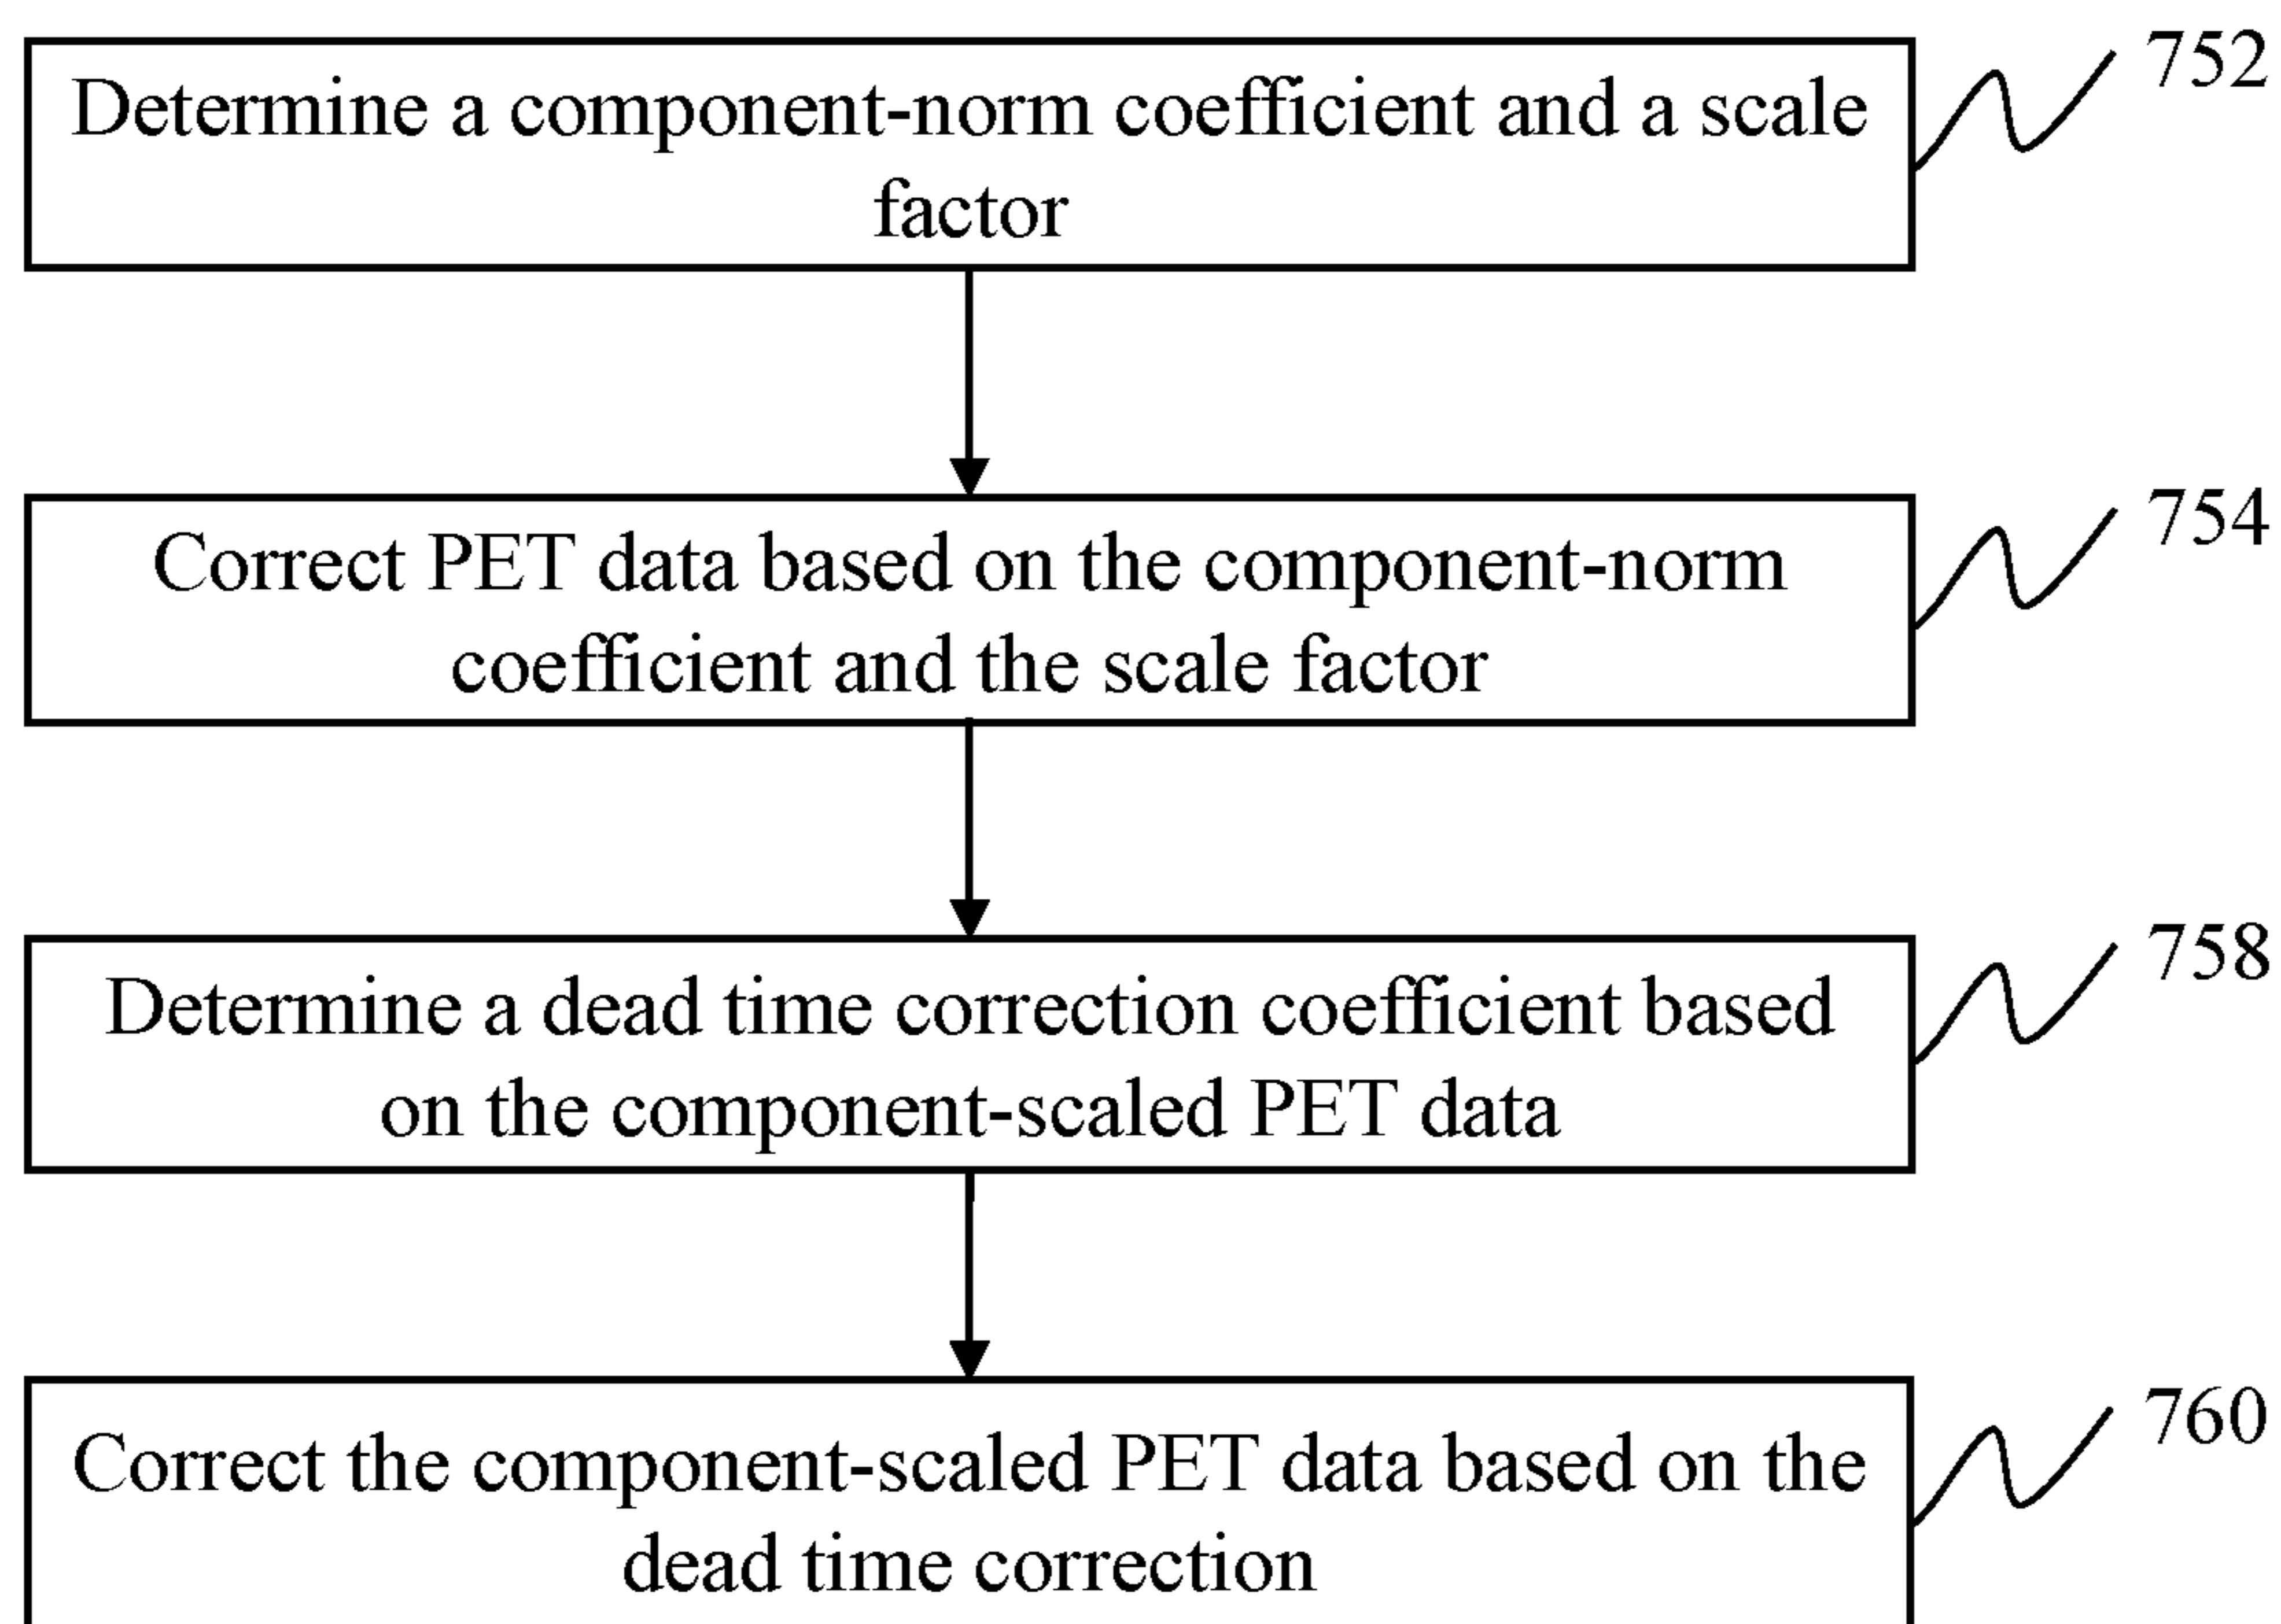 Determine a component-norm coefficient and a scale
factor
752
Correct PET data based on the component-norm
coefficient and the scale factor
754
Determine a dead time correction coefficient based
on the component-scaled PET data
758
Correct the component-scaled PET data based on the
dead time correction
760